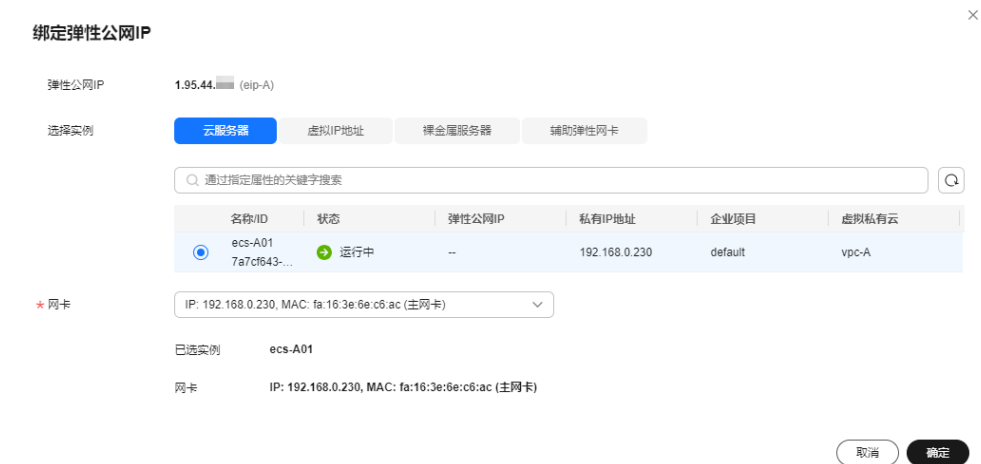 绑定弹性公网IP
弹性公网IP 1.95.44. (eip-A)
选择实例 云服务器 虚拟IP地址 裸金属服务器 辅助弹性网卡
通过指定属性的关键字搜索
名称/ID 状态 弹性公网IP 私有IP地址 企业项目 虚拟私有云
ecs-A01
7a7cf643-... 运行中 -- 192.168.0.230 default vpc-A
* 网卡 IP: 192.168.0.230, MAC: fa:16:3e:6e:c6:ac (主网卡)
已选实例 ecs-A01
网卡 IP: 192.168.0.230, MAC: fa:16:3e:6e:c6:ac (主网卡)
取消 确定